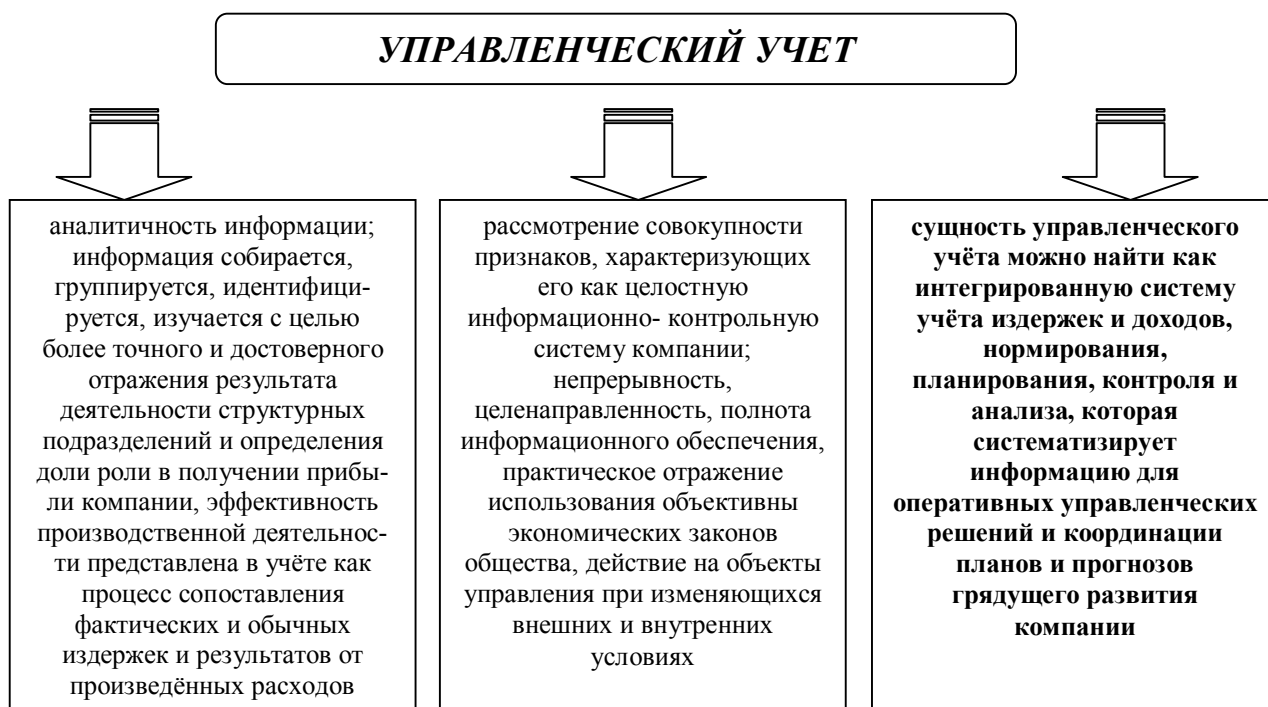 УПРАВЛЕНЧЕСКИЙ УЧЕТ
аналитичность информации;
информация собирается,
группируется, идентифици-
руется, изучается с целью
более точного и достоверного
отражения результата
деятельности структурных
подразделений и определения
доли роли в получении прибы-
ли компании, эффективность
производственной деятельнос-
ти представлена в учёте как
процесс сопоставления
фактических и обычных
издержек и результатов от
произведённых расходов
рассмотрение совокупности
признаков, характеризующих
его как целостную
информационно- контрольную
систему компании;
непрерывность,
целенаправленность, полнота
информационного обеспечения,
практическое отражение
использования объективны
экономических законов
общества, действие на объекты
управления при изменяющихся
внешних и внутренних
условиях
сущность управленческого
учёта можно найти как
интегрированную систему
учёта издержек и доходов,
нормирования,
планирования, контроля и
анализа, которая
систематизирует
информацию для
оперативных управленческих
решений и координации
планов и прогнозов
грядущего развития
компании